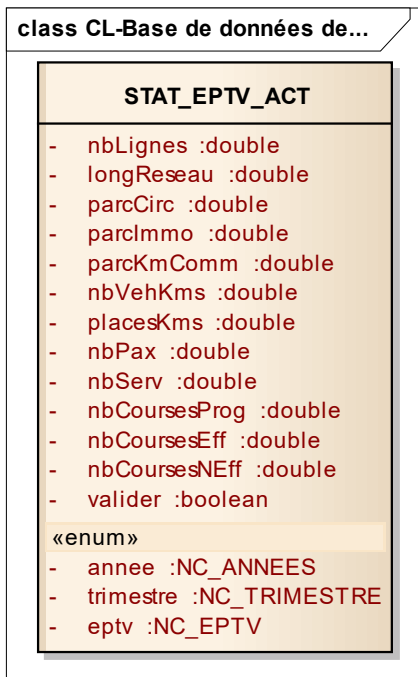 class CL-Base de données de...
STAT_EPTV_ACT
- nbLignes :double
- longReseau :double
- parcCirc :double
- parcImmo :double
- parcKmComm :double
- nbVehKms :double
- placesKms :double
- nbPax :double
- nbServ :double
- nbCoursesProg :double
- nbCoursesEff :double
- nbCoursesNEff :double
- valider :boolean
«enum»
- annee :NC_ANNEES
- trimestre :NC_TRIMESTRE
- eptv :NC_EPTV